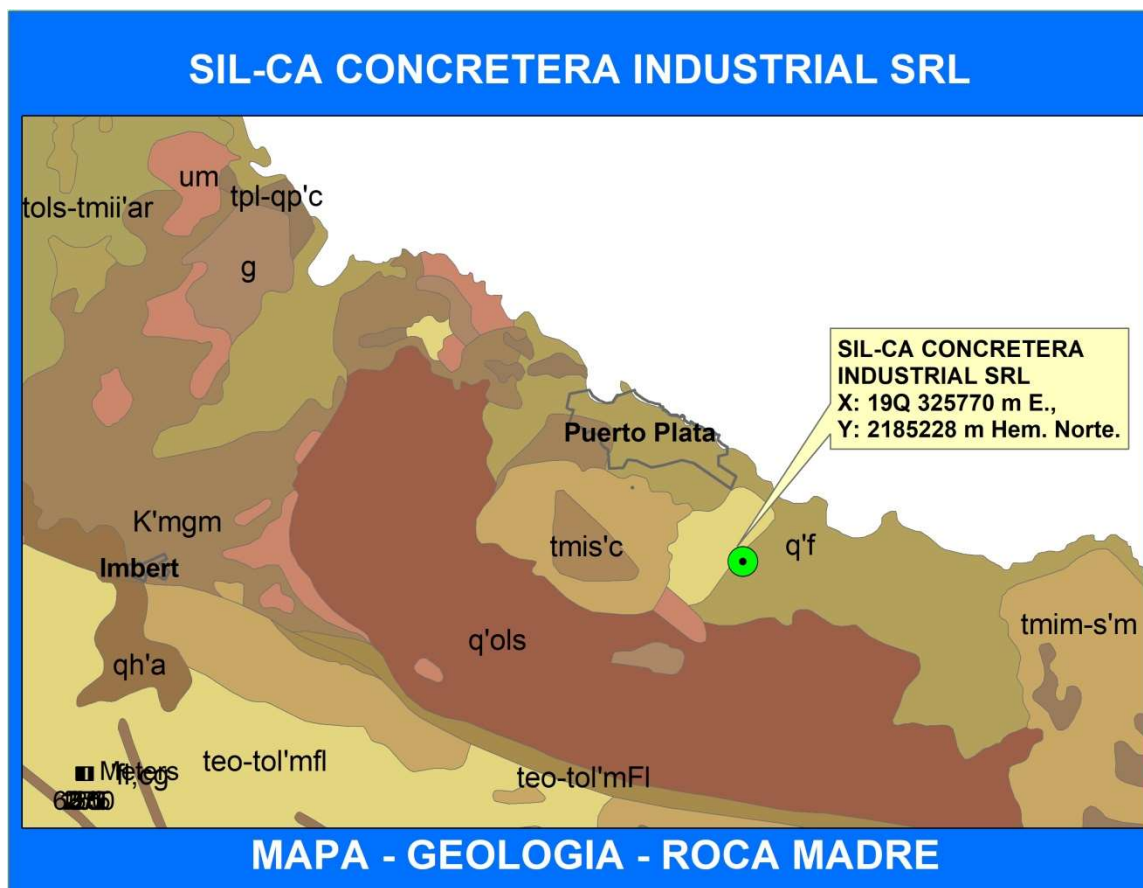 SIL-CA CONCRETERA INDUSTRIAL SRL
um
tpl-qp'c
tols-tmii'ar
g
SIL-CA CONCRETERA
INDUSTRIAL SRL
X: 19Q 325770 m E.,
Y: 2185228 m Hem. Norte.
Puerto Plata
K'mgm
tmis'c
q'f
Imbert
tmim-s'm
q'ols
qh'a
teo-tol'mfl
teo-tol'mFl
Meters
MAPA - GEOLOGIA - ROCA MADRE